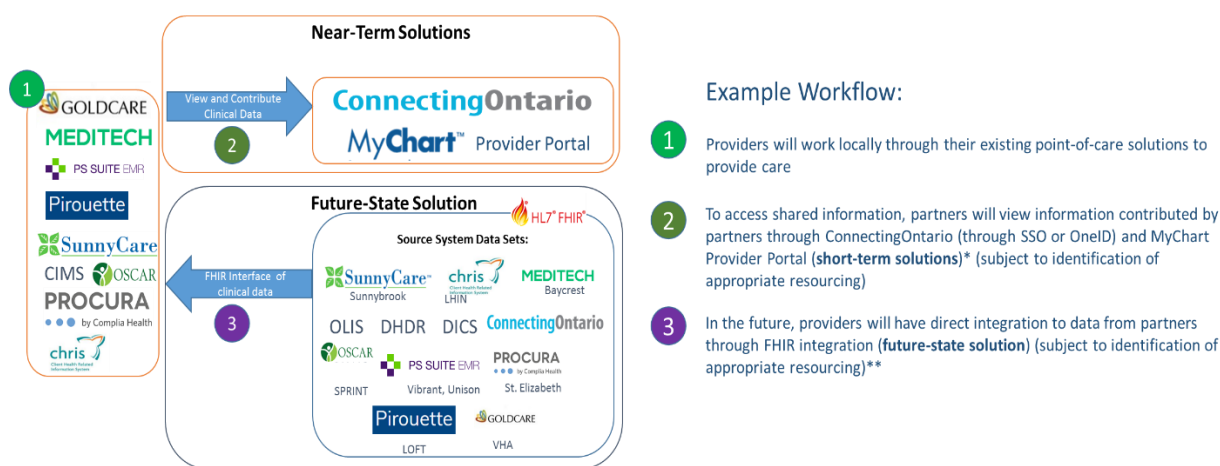 Near-Term Solutions
1
GOLDCARE
MEDITECH
PS SUITE EMR
Pirouette
SunnyCare
CIMS OSCAR
PROCURA
by Complia Health
chris
Client Health Related
Information System
View and Contribute
Clinical Data
2
ConnectingOntario
MyChart™ Provider Portal
Future-State Solution
HL7® FHIR®
Source System Data Sets:
FHIR Interface of
clinical data
3
SunnyCare™
Sunnybrook
chris
Client Health Related
Information System
LHIN
MEDITECH
Baycrest
OLIS DHDR DICS ConnectingOntario
OSCAR
SPRINT
PS SUITE EMR
Vibrant, Unison
PROCURA
by Complia Health
St. Elizabeth
Pirouette
LOFT
GOLDCARE
VHA
Example Workflow:
1
Providers will work locally through their existing point-of-care solutions to
provide care
2
To access shared information, partners will view information contributed by
partners through ConnectingOntario (through SSO or OneID) and MyChart
Provider Portal (short-term solutions)* (subject to identification of
appropriate resourcing)
3
In the future, providers will have direct integration to data from partners
through FHIR integration (future-state solution) (subject to identification of
appropriate resourcing)**